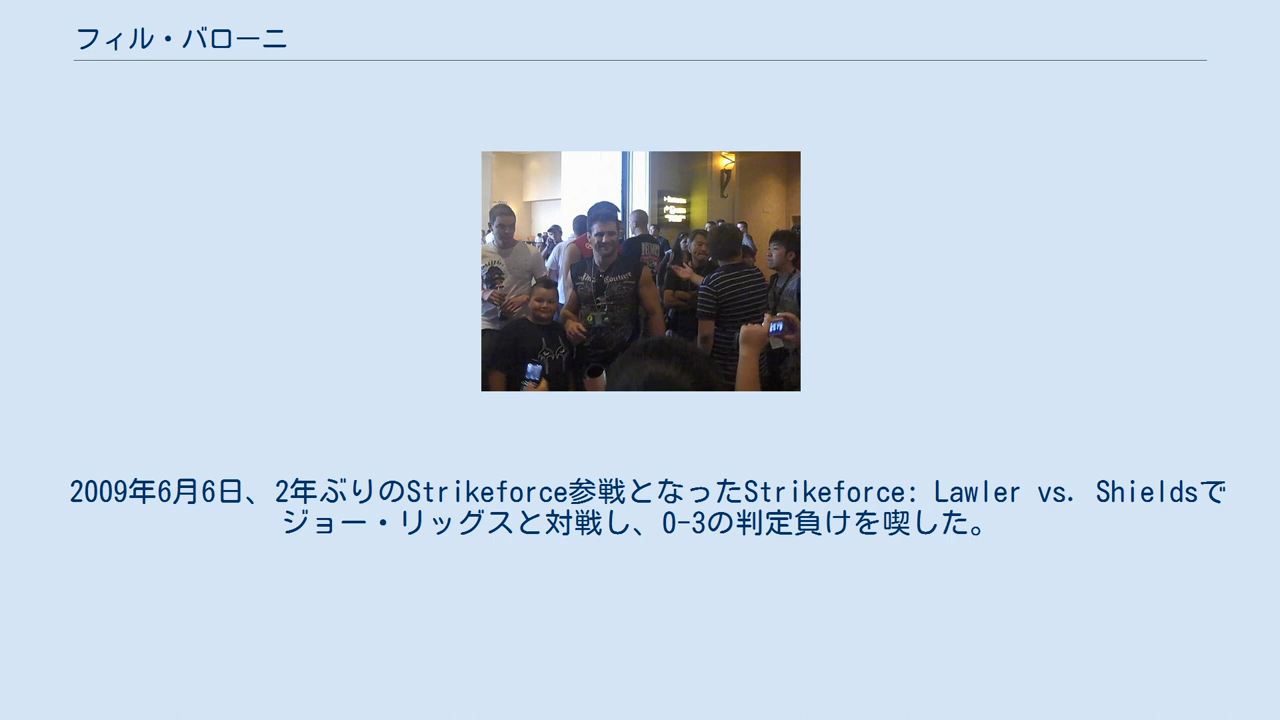 フィル・バローニ
2009年6月6日、2年ぶりのStrikeforce参戦となったStrikeforce: Lawler vs. Shieldsで
ジョー・リッグスと対戦し、0-3の判定負けを喫した。